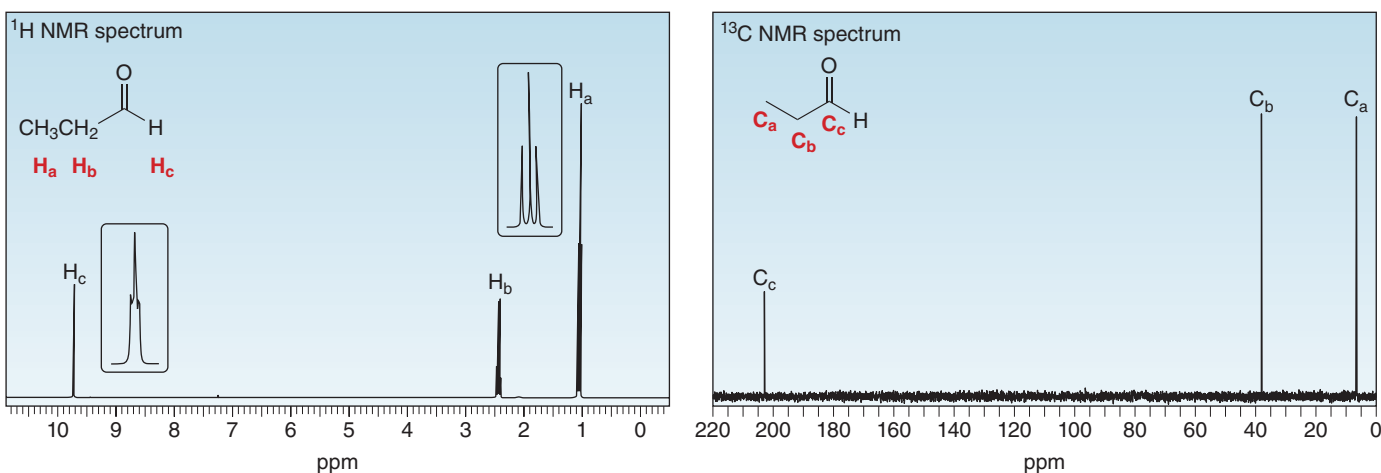 ¹H NMR spectrum
O
CH₃CH₂ H
Hₐ H_b H_c
H_c
H_b
Hₐ
10 9 8 7 6 5 4 3 2 1 0
ppm
¹³C NMR spectrum
O
H
Cₐ C_b C_c
C_c
C_b
Cₐ
220 200 180 160 140 120 100 80 60 40 20 0
ppm